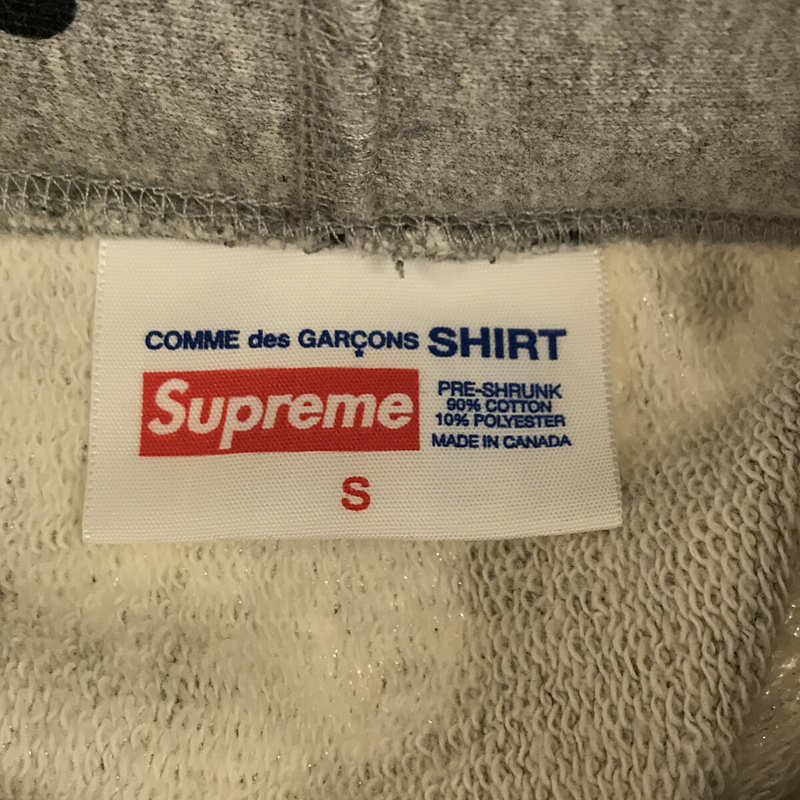 COMME des GARÇONS SHIRT
Supreme
PRE-SHRUNK
90% COTTON
10% POLYESTER
MADE IN CANADA
S